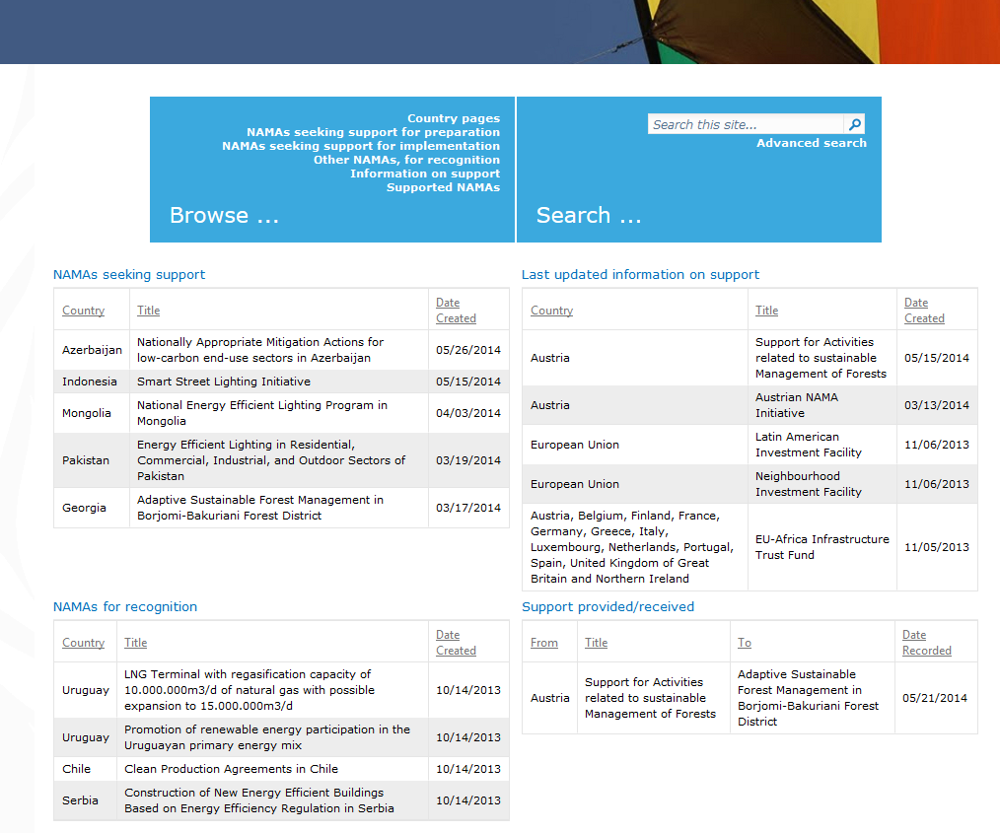 Country pages
NAMAs seeking support for preparation
NAMAs seeking support for implementation
Other NAMAs, for recognition
Information on support
Supported NAMAs
Browse ...
Search this site...
Advanced search
Search ...
NAMAs seeking support
Country Title Date
Created
Azerbaijan Nationally Appropriate Mitigation Actions for
low-carbon end-use sectors in Azerbaijan 05/26/2014
Indonesia Smart Street Lighting Initiative 05/15/2014
Mongolia National Energy Efficient Lighting Program in
Mongolia 04/03/2014
Pakistan Energy Efficient Lighting in Residential,
Commercial, Industrial, and Outdoor Sectors of
Pakistan 03/19/2014
Georgia Adaptive Sustainable Forest Management in
Borjomi-Bakuriani Forest District 03/17/2014
Last updated information on support
Country Title Date
Created
Austria Support for Activities
related to sustainable
Management of Forests 05/15/2014
Austria Austrian NAMA
Initiative 03/13/2014
European Union Latin American
Investment Facility 11/06/2013
European Union Neighbourhood
Investment Facility 11/06/2013
Austria, Belgium, Finland, France,
Germany, Greece, Italy,
Luxembourg, Netherlands, Portugal,
Spain, United Kingdom of Great
Britain and Northern Ireland
EU-Africa Infrastructure
Trust Fund 11/05/2013
NAMAs for recognition
Country Title Date
Created
Uruguay LNG Terminal with regasification capacity of
10.000.000m3/d of natural gas with possible
expansion to 15.000.000m3/d 10/14/2013
Uruguay Promotion of renewable energy participation in the
Uruguayan primary energy mix 10/14/2013
Chile Clean Production Agreements in Chile 10/14/2013
Serbia Construction of New Energy Efficient Buildings
Based on Energy Efficiency Regulation in Serbia 10/14/2013
Support provided/received
From Title To Date
Recorded
Austria Support for Activities
related to sustainable
Management of Forests
Adaptive Sustainable
Forest Management in
Borjomi-Bakuriani Forest
District 05/21/2014